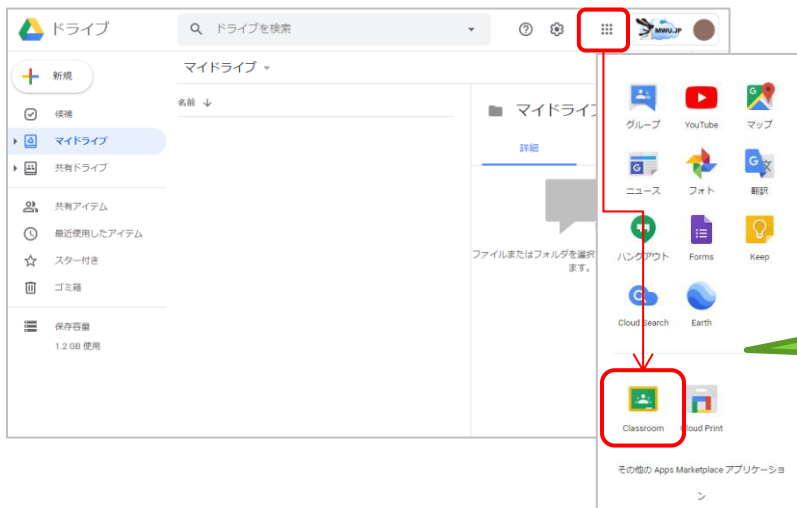 ドライブ
ドライブを検索
MWU.JP
新規
マイドライブ
名前 ↓
候補
マイドライブ
共有ドライブ
共有アイテム
最近使用したアイテム
スター付き
ゴミ箱
保存容量
1.2 GB 使用
マイドライブ
詳細
ファイルまたはフォルダを選択
ます。
グループ
YouTube
マップ
ニュース
フォト
翻訳
ハングアウト
Forms
Keep
Cloud Search
Earth
Classroom
Cloud Print
その他の Apps Marketplace アプリケーショ
ン